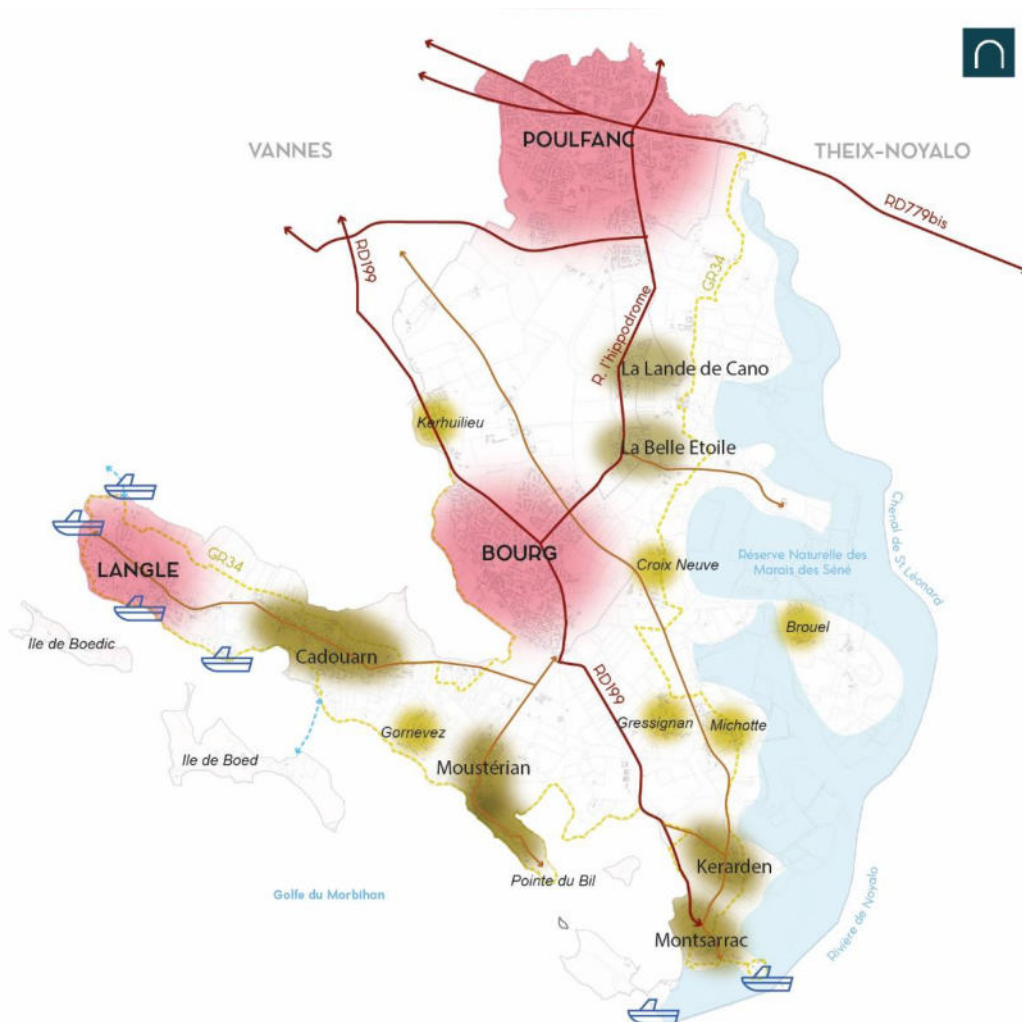 POULFANC
VANNES
THEIX-NOYALO
RD779bis
RD199
GR34
R. l'hippodrome
La Lande de Cano
Kerhuilieu
La Belle Etoile
Chenal de St Léonard
BOURG
Réserve Naturelle des
Marais des Séné
LANGLE
GR34
Croix Neuve
Ile de Boedic
Cadouarn
Brouel
RD199
Gressignan
Michotte
Gornevez
Ile de Boed
Moustérian
Kerarden
Pointe du Bil
Golfe du Morbihan
Rivière de Noyalo
Montsarrac